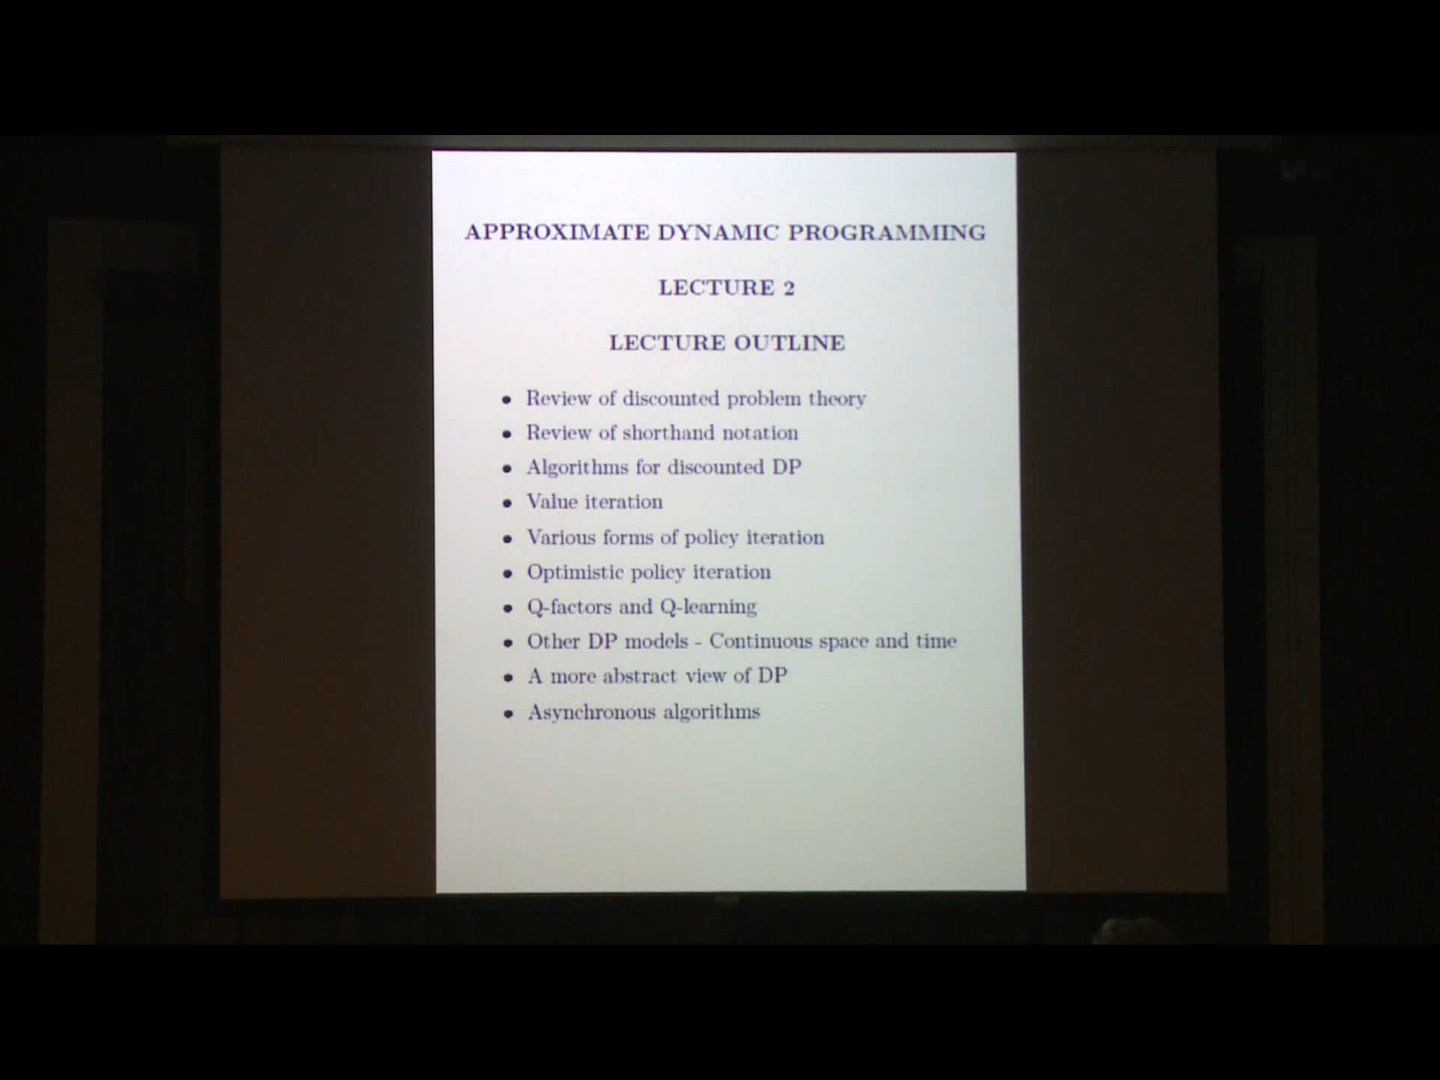 APPROXIMATE DYNAMIC PROGRAMMING
LECTURE 2
LECTURE OUTLINE
• Review of discounted problem theory
• Review of shorthand notation
• Algorithms for discounted DP
• Value iteration
• Various forms of policy iteration
• Optimistic policy iteration
• Q-factors and Q-learning
• Other DP models - Continuous space and time
• A more abstract view of DP
• Asynchronous algorithms